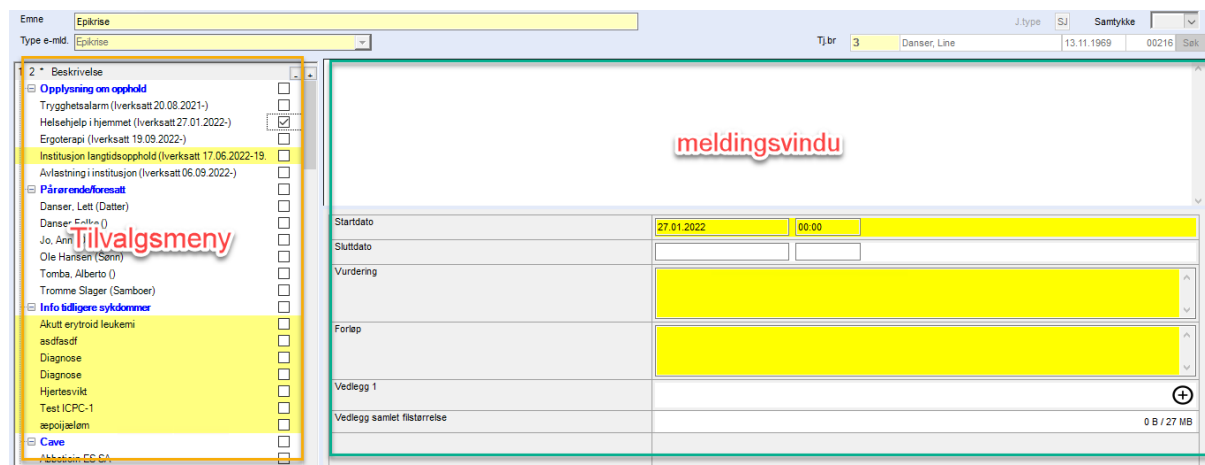 Emne Epikrise J.type SJ Samtykke
Type e-mld. Epikrise Tj.br 3 Danser, Line 13.11.1969 00216 Søk
1 2 * Beskrivelse
Opplysning om opphold
Trygghetsalarm (Iverksatt 20.08.2021-)
Helsehjelp i hjemmet (Iverksatt 27.01.2022-)
Ergoterapi (Iverksatt 19.09.2022-)
Institusjon langtidsopphold (Iverksatt 17.06.2022-19.
Avlastning i institusjon (Iverksatt 06.09.2022-)
Pårørende/foresatt
Danser, Lett (Datter)
Danser Folke ()
Jo, Ann
Ole Hansen (Sønn)
Tomba, Alberto ()
Tromme Slager (Samboer)
Info tidligere sykdommer
Akutt erytroid leukemi
asdfasdf
Diagnose
Diagnose
Hjertesvikt
Test ICPC-1
æpoijæløm
Cave
Tilvalgsmeny
meldingsvindu
Startdato 27.01.2022 00:00
Sluttdato
Vurdering
Forløp
Vedlegg 1
Vedlegg samlet filstørrelse 0 B / 27 MB